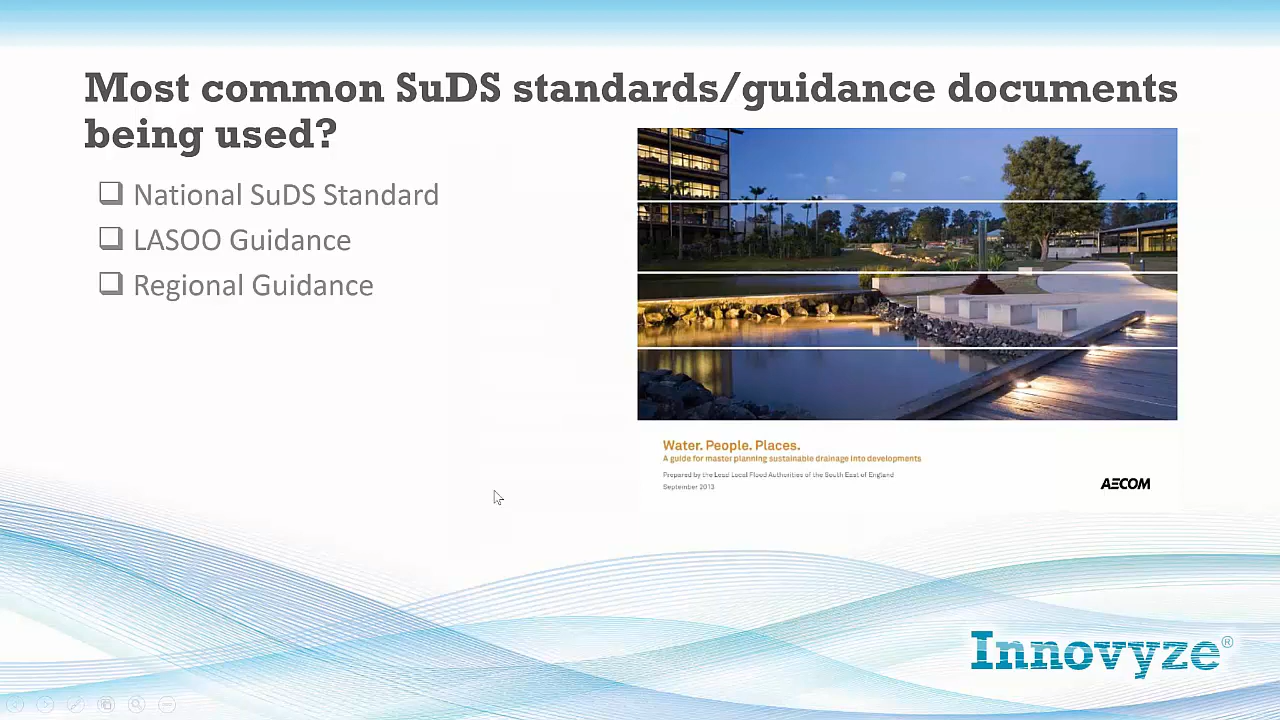 Most common SuDS standards/guidance documents
being used?
National SuDS Standard
LASOO Guidance
Regional Guidance
Water. People. Places.
A guide for master planning sustainable drainage into developments
Prepared by the Lead Local Flood Authorities of the South East of England
September 2013
AECOM
Innovyze®